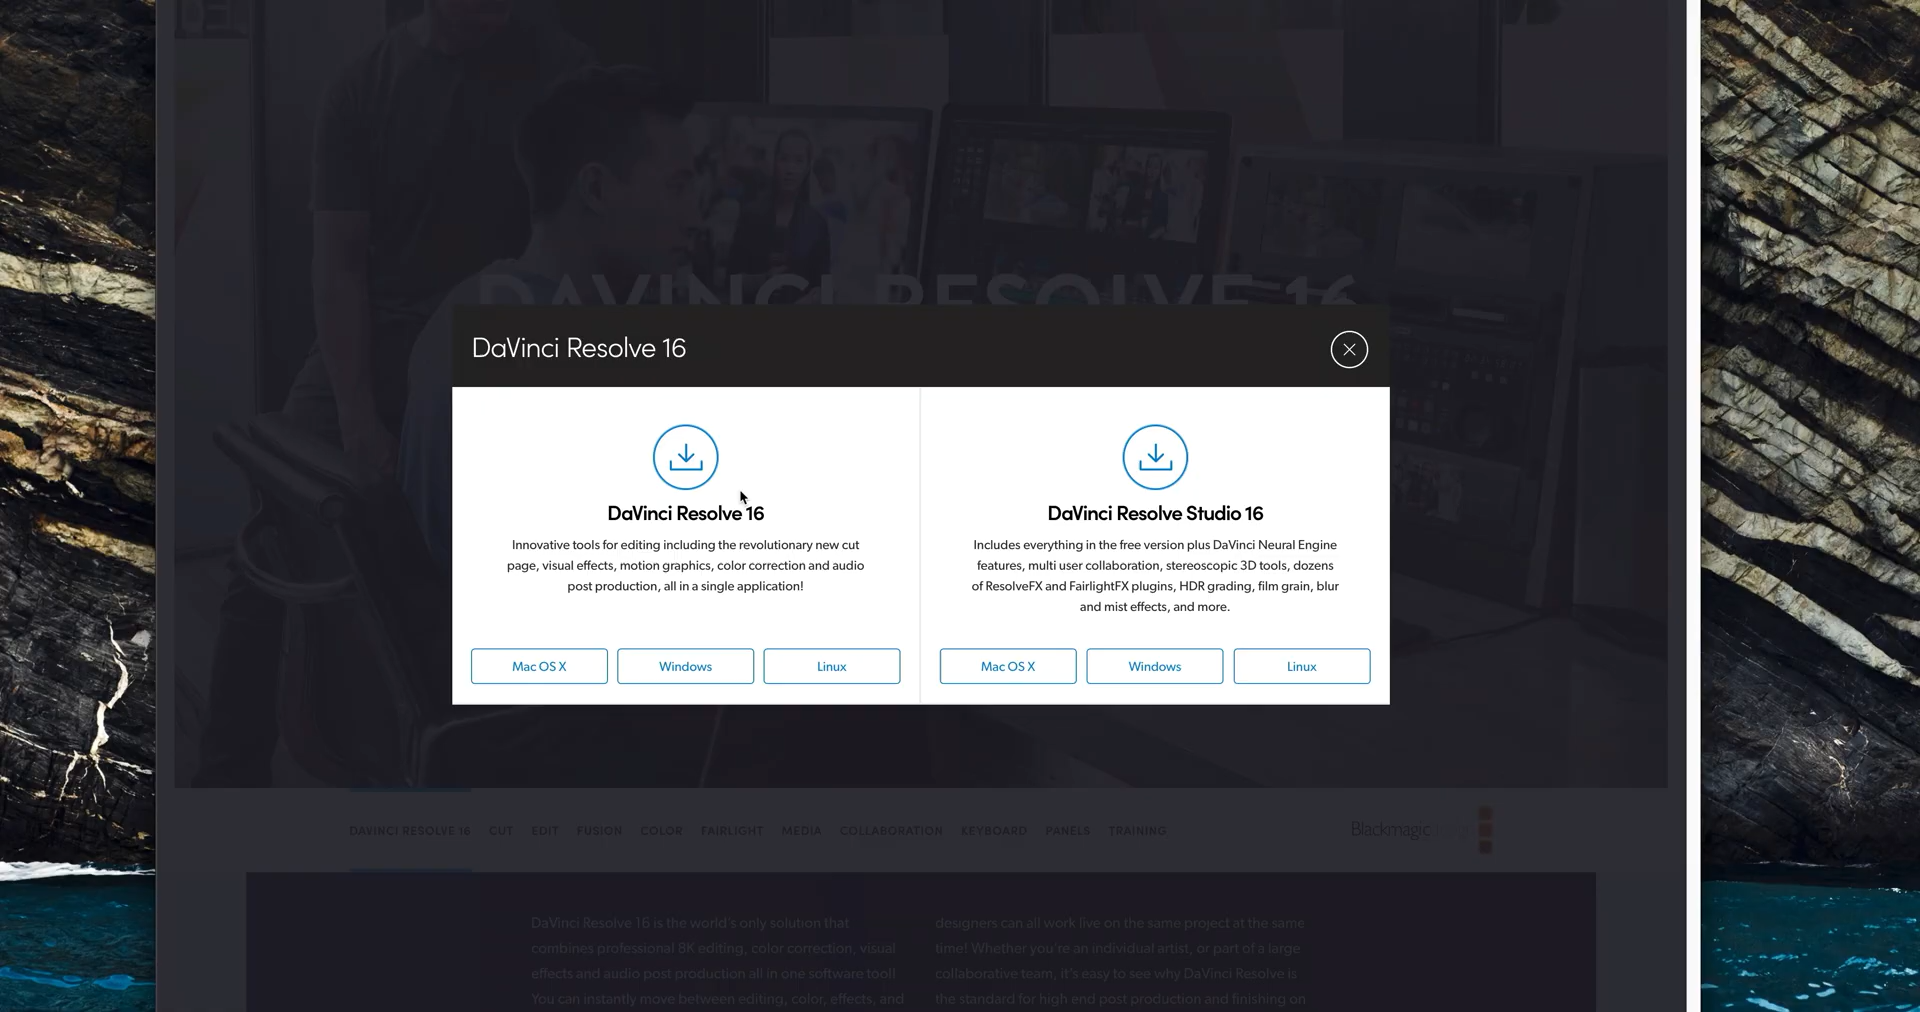 DAVINCI RESOLVE 16
DaVinci Resolve 16
DaVinci Resolve 16
Innovative tools for editing including the revolutionary new cut
page, visual effects, motion graphics, color correction and audio
post production, all in a single application!
Mac OS X
Windows
Linux
DaVinci Resolve Studio 16
Includes everything in the free version plus DaVinci Neural Engine
features, multi user collaboration, stereoscopic 3D tools, dozens
of ResolveFX and FairlightFX plugins, HDR grading, film grain, blur
and mist effects, and more.
Mac OS X
Windows
Linux
DAVINCI RESOLVE 16 CUT EDIT FUSION COLOR FAIRLIGHT MEDIA COLLABORATION KEYBOARD PANELS TRAINING
Blackmagic
DaVinci Resolve 16 is the world's only solution that
combines professional 8K editing, color correction, visual
effects and audio post production all in one software tool!
You can instantly move between editing, color, effects, and
designers can all work live on the same project at the same
time! Whether you're an individual artist, or part of a large
collaborative team, it's easy to see why DaVinci Resolve is
the standard for high end post production and finishing on